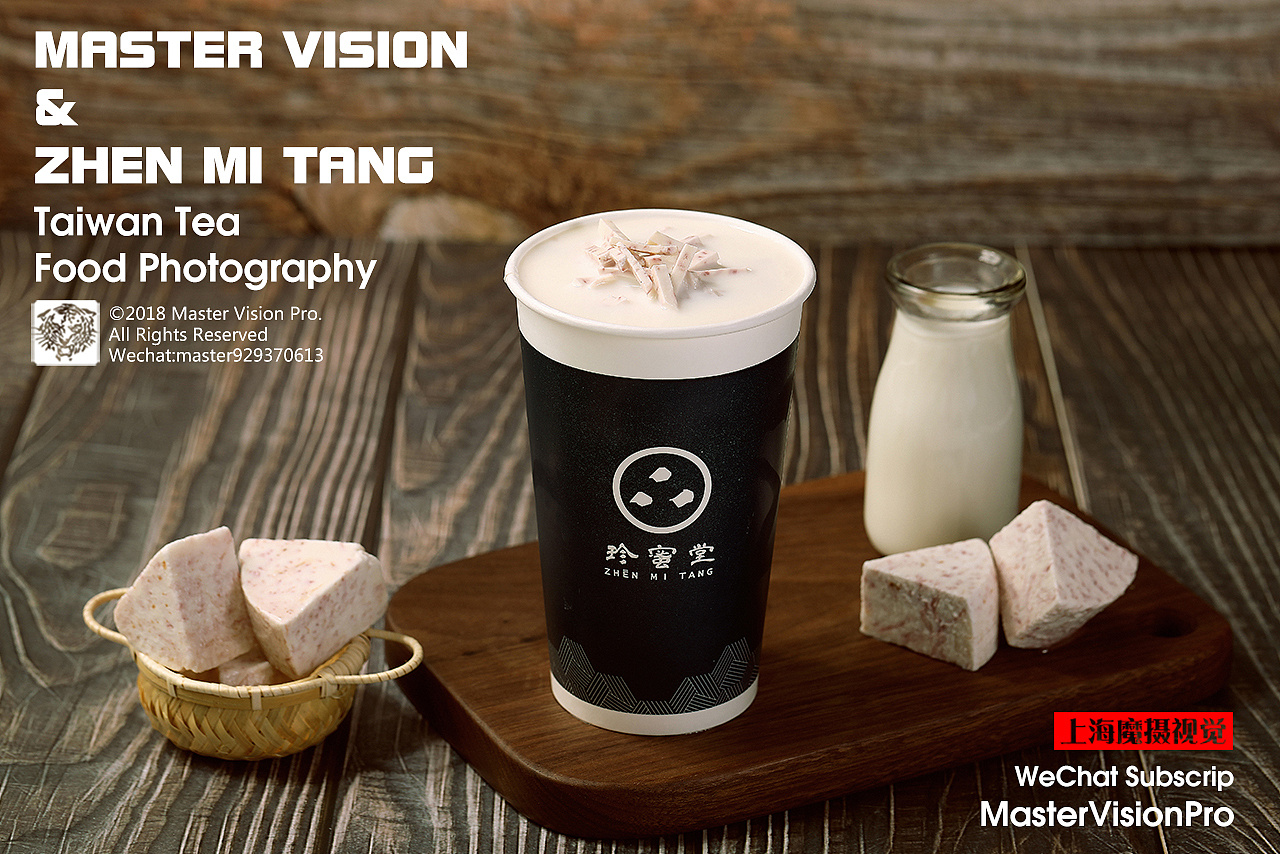 MASTER VISION
&
ZHEN MI TANG
Taiwan Tea
Food Photography
©2018 Master Vision Pro.
All Rights Reserved
Wechat:master929370613
珍蜜堂
ZHEN MI TANG
上海魔摄视觉
WeChat Subscrip
MasterVisionPro